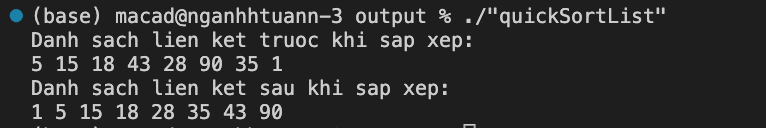 (base) macad@nganhhtuann-3 output % ./"quickSortList"
Danh sach lien ket truoc khi sap xep:
5 15 18 43 28 90 35 1
Danh sach lien ket sau khi sap xep:
1 5 15 18 28 35 43 90